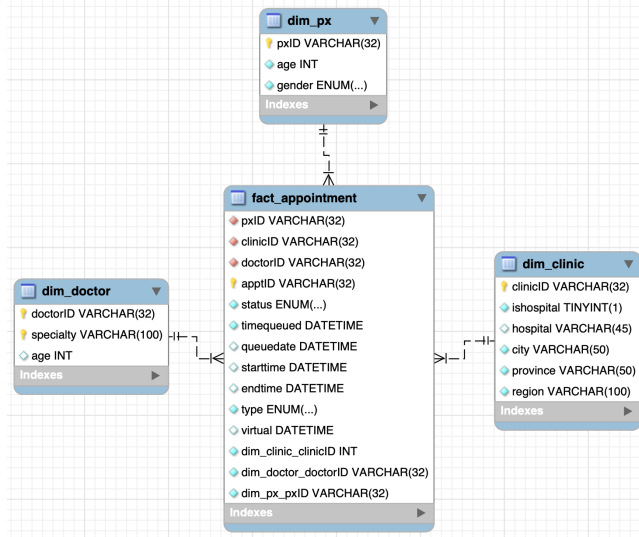 dim_px
pxID VARCHAR(32)
age INT
gender ENUM(...)
Indexes
fact_appointment
pxID VARCHAR(32)
clinicID VARCHAR(32)
doctorID VARCHAR(32)
apptID VARCHAR(32)
status ENUM(...)
timequeued DATETIME
queuedate DATETIME
starttime DATETIME
endtime DATETIME
type ENUM(...)
virtual DATETIME
dim_clinic_clinicID INT
dim_doctor_doctorID VARCHAR(32)
dim_px_pxID VARCHAR(32)
Indexes
dim_doctor
doctorID VARCHAR(32)
specialty VARCHAR(100)
age INT
Indexes
dim_clinic
clinicID VARCHAR(32)
ishospital TINYINT(1)
hospital VARCHAR(45)
city VARCHAR(50)
province VARCHAR(50)
region VARCHAR(100)
Indexes